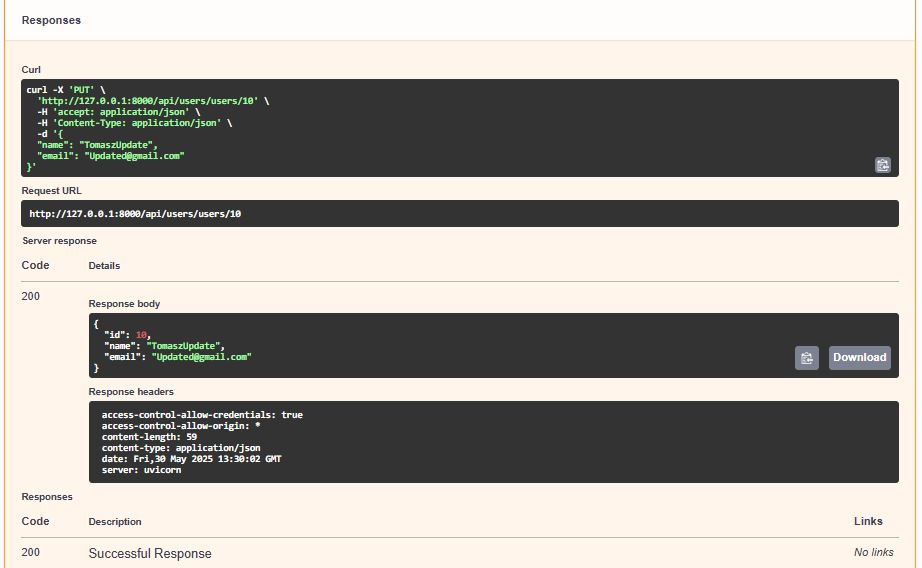 Responses
Curl
curl -X 'PUT' \
  'http://127.0.0.1:8000/api/users/users/10' \
  -H 'accept: application/json' \
  -H 'Content-Type: application/json' \
  -d '{
  "name": "TomaszUpdate",
  "email": "Updated@gmail.com"
}'
Request URL
http://127.0.0.1:8000/api/users/users/10
Server response
Code Details
200
Response body
{
  "id": 10,
  "name": "TomaszUpdate",
  "email": "Updated@gmail.com"
}
Download
Response headers
access-control-allow-credentials: true
access-control-allow-origin: *
content-length: 59
content-type: application/json
date: Fri,30 May 2025 13:30:02 GMT
server: uvicorn
Responses
Code Description Links
200 Successful Response No links